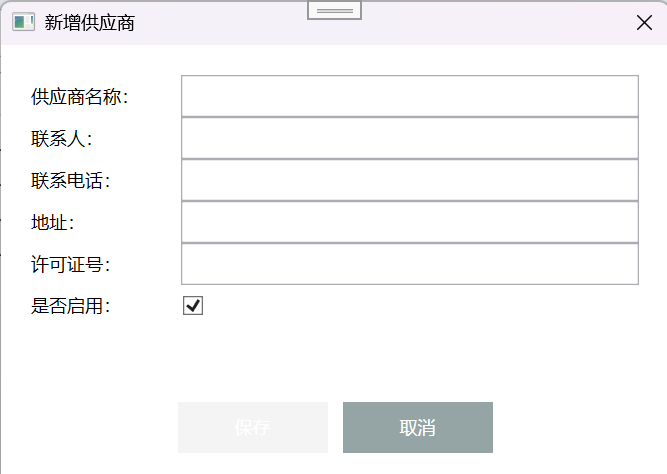 新增供应商
供应商名称：
联系人：
联系电话：
地址：
许可证号：
是否启用：
保存
取消